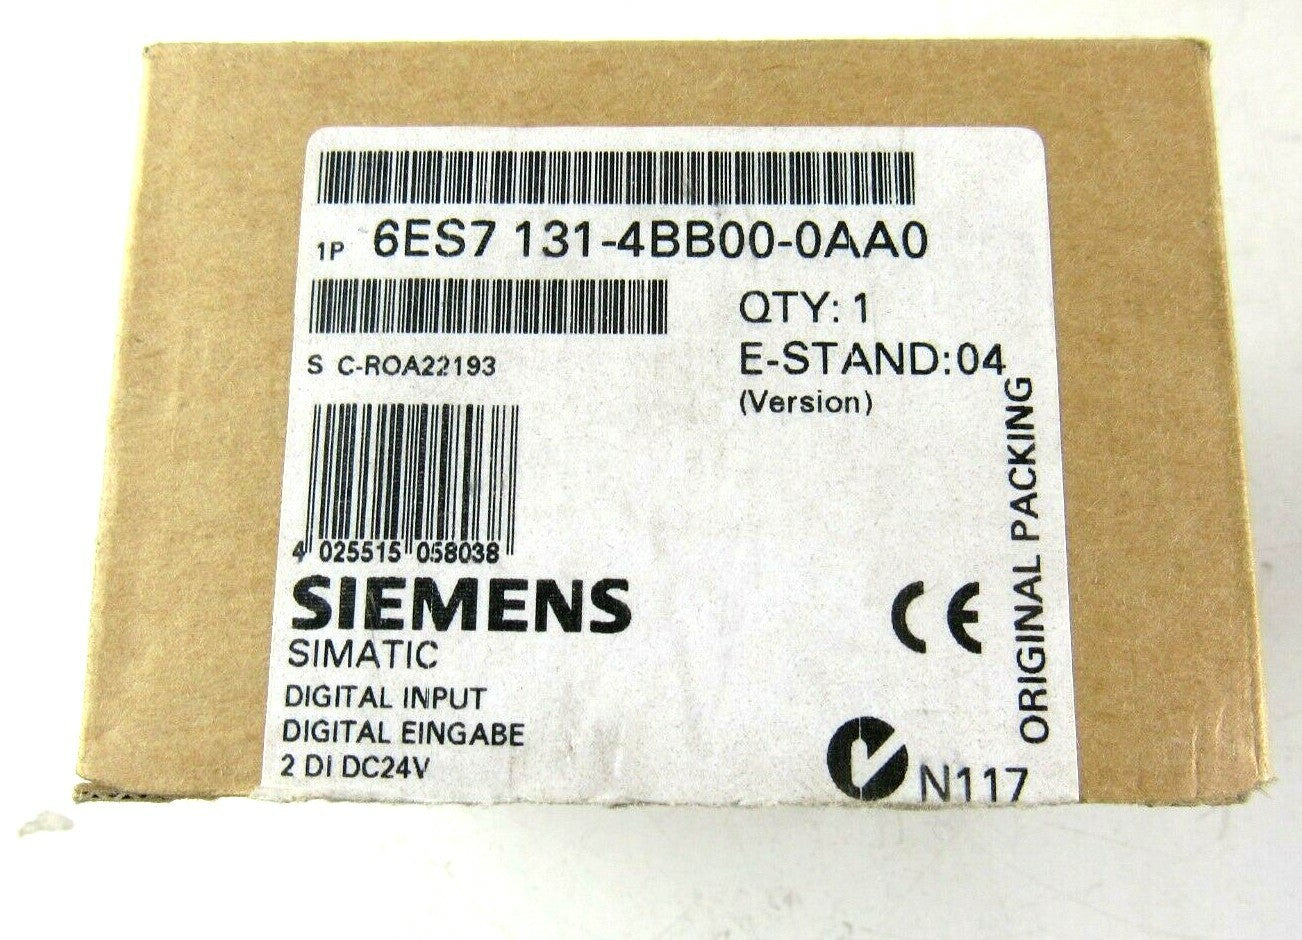 1P 6ES7 131-4BB00-0AA0
S C-ROA22193
QTY: 1
E-STAND:04
(Version)
4 025515 058038
SIEMENS
SIMATIC
DIGITAL INPUT
DIGITAL EINGABE
2 DI DC24V
CE
N117
ORIGINAL PACKING